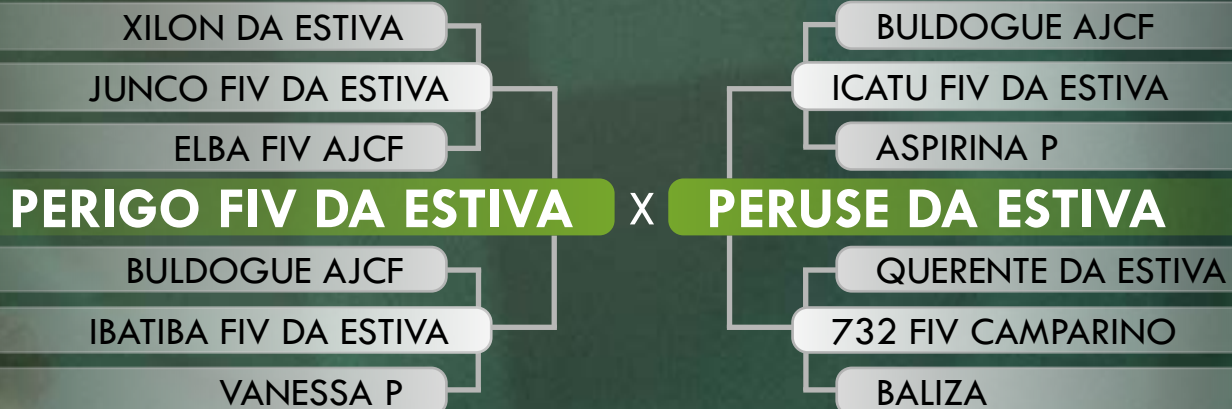 XILON DA ESTIVA
JUNCO FIV DA ESTIVA
ELBA FIV AJCF
PERIGO FIV DA ESTIVA X PERUSE DA ESTIVA
BULDOGUE AJCF
IBATIBA FIV DA ESTIVA
VANESSA P
BULDOGUE AJCF
ICATU FIV DA ESTIVA
ASPIRINA P
QUERENTE DA ESTIVA
732 FIV CAMPARINO
BALIZA